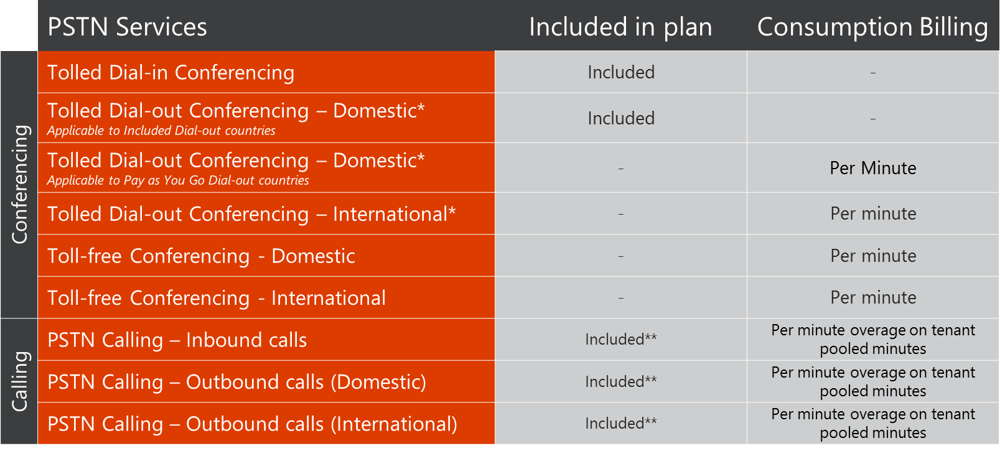 PSTN Services Included in plan Consumption Billing
Conferencing
Tolled Dial-in Conferencing Included -
Tolled Dial-out Conferencing – Domestic*
Applicable to Included Dial-out countries
Included -
Tolled Dial-out Conferencing – Domestic*
Applicable to Pay as You Go Dial-out countries
- Per Minute
Tolled Dial-out Conferencing – International* - Per minute
Toll-free Conferencing - Domestic - Per minute
Toll-free Conferencing - International - Per minute
Calling
PSTN Calling – Inbound calls Included**
Per minute overage on tenant
pooled minutes
PSTN Calling – Outbound calls (Domestic) Included**
Per minute overage on tenant
pooled minutes
PSTN Calling – Outbound calls (International) Included**
Per minute overage on tenant
pooled minutes